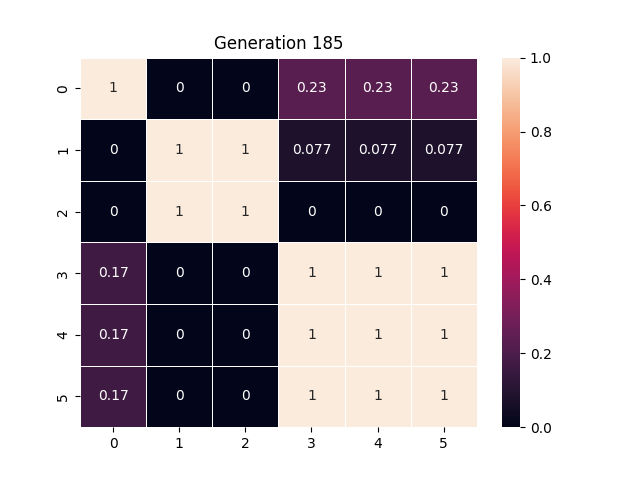 Generation 185
0 1 0 0 0.23 0.23 0.23
1 0 1 1 0.077 0.077 0.077
2 0 1 1 0 0 0
3 0.17 0 0 1 1 1
4 0.17 0 0 1 1 1
5 0.17 0 0 1 1 1
0 1 2 3 4 5
1.0
0.8
0.6
0.4
0.2
0.0